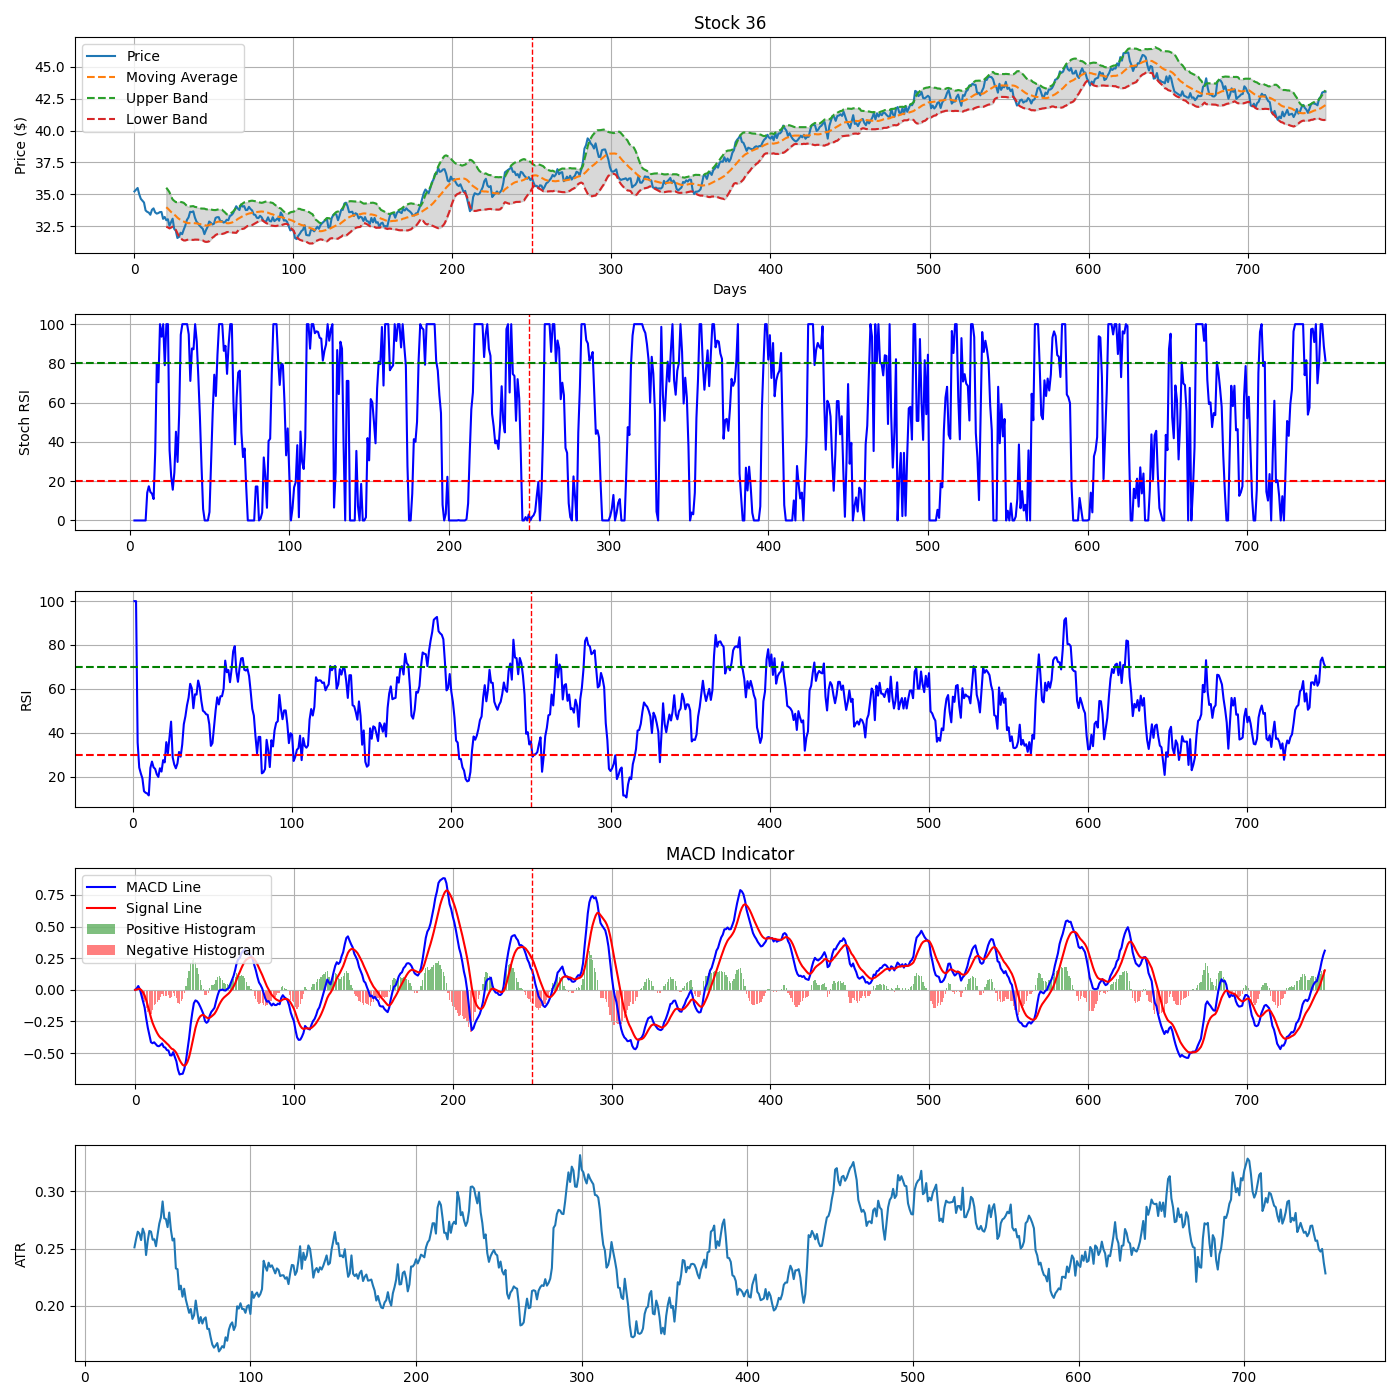 Stock 36
Price ($)
45.0
42.5
40.0
37.5
35.0
32.5
Price
Moving Average
Upper Band
Lower Band
0 100 200 300 400 500 600 700
Days
Stoch RSI
100
80
60
40
20
0
0 100 200 300 400 500 600 700
RSI
100
80
60
40
20
0 100 200 300 400 500 600 700
MACD Indicator
0.75
0.50
0.25
0.00
−0.25
−0.50
MACD Line
Signal Line
Positive Histogram
Negative Histogram
0 100 200 300 400 500 600 700
ATR
0.30
0.25
0.20
0 100 200 300 400 500 600 700